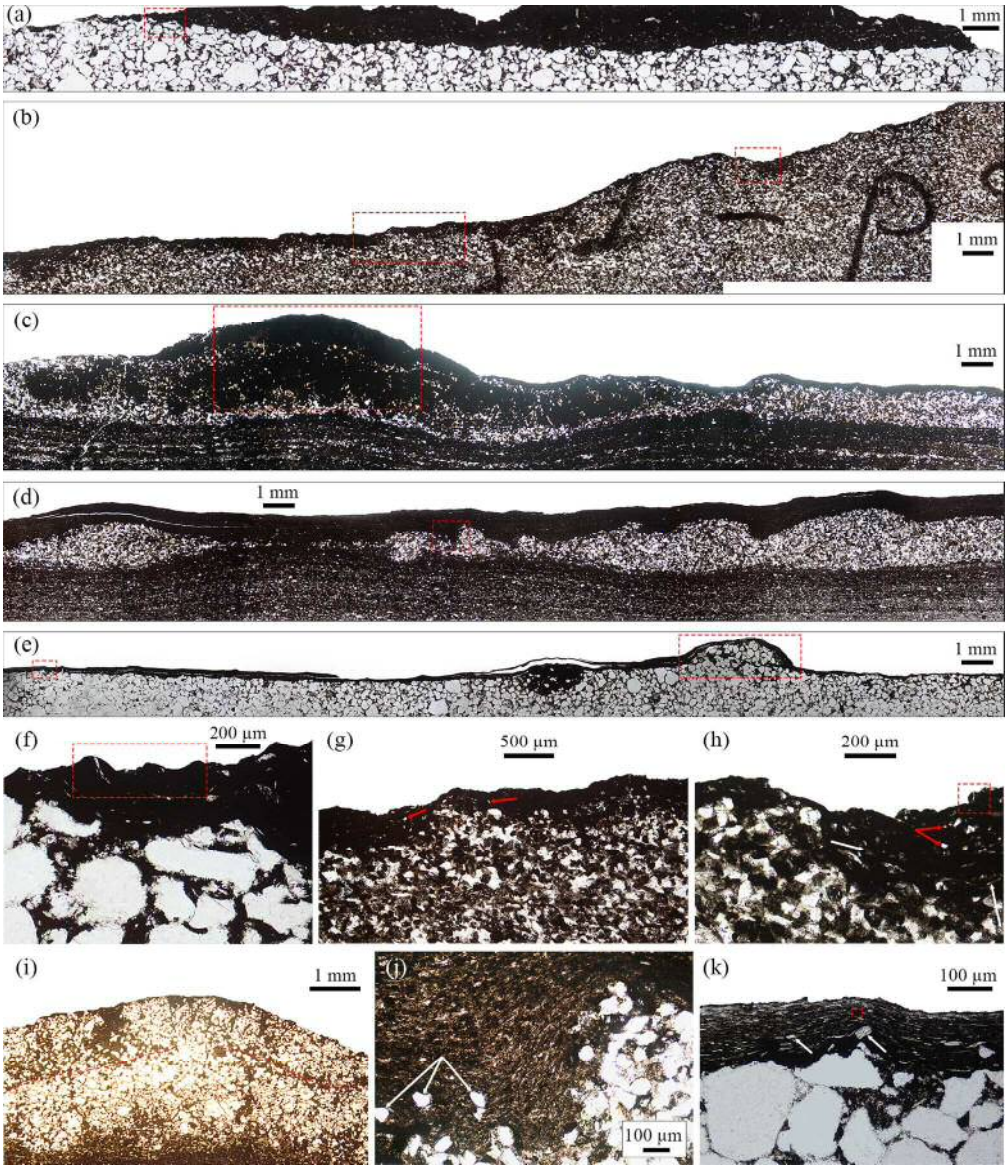 (a)
1 mm
(b)
1 mm
(c)
1 mm
(d)
1 mm
(e)
1 mm
(f)
200 µm
(g)
500 µm
(h)
200 µm
(i)
1 mm
(j)
100 µm
(k)
100 µm